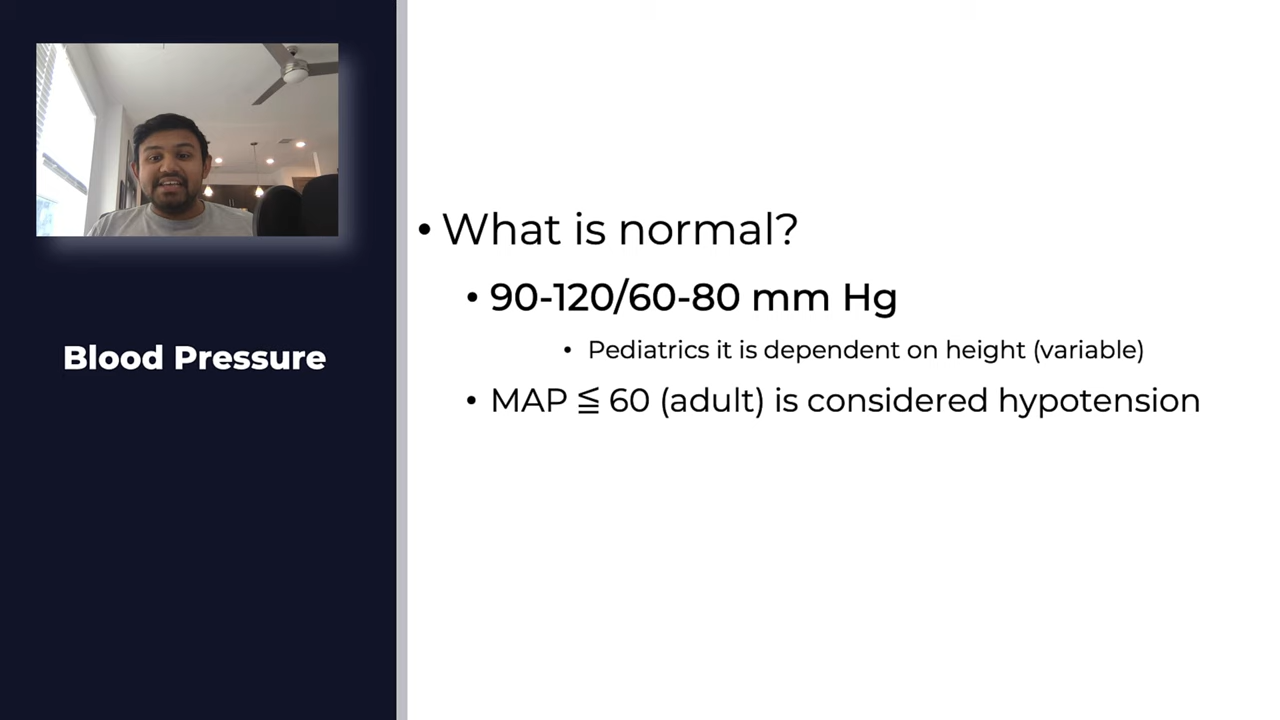 Blood Pressure
• What is normal?
• 90-120/60-80 mm Hg
• Pediatrics it is dependent on height (variable)
• MAP ≦ 60 (adult) is considered hypotension